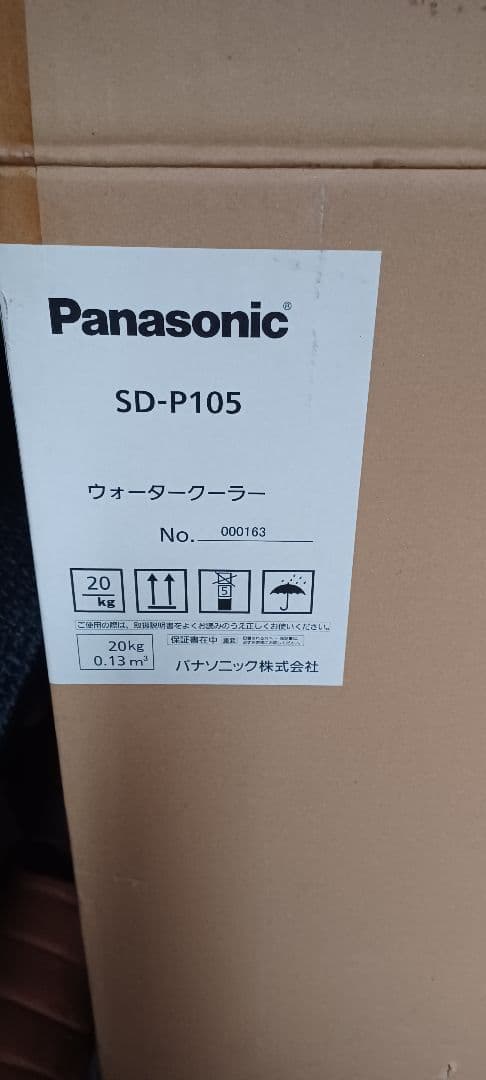 Panasonic®
SD-P105
ウォータークーラー
No. 000163
20
kg
5
ご使用の際は、取扱説明書をよくお読みのうえ正しくお使いください。
20kg
0.13 m³
保証書在中
パナソニック株式会社